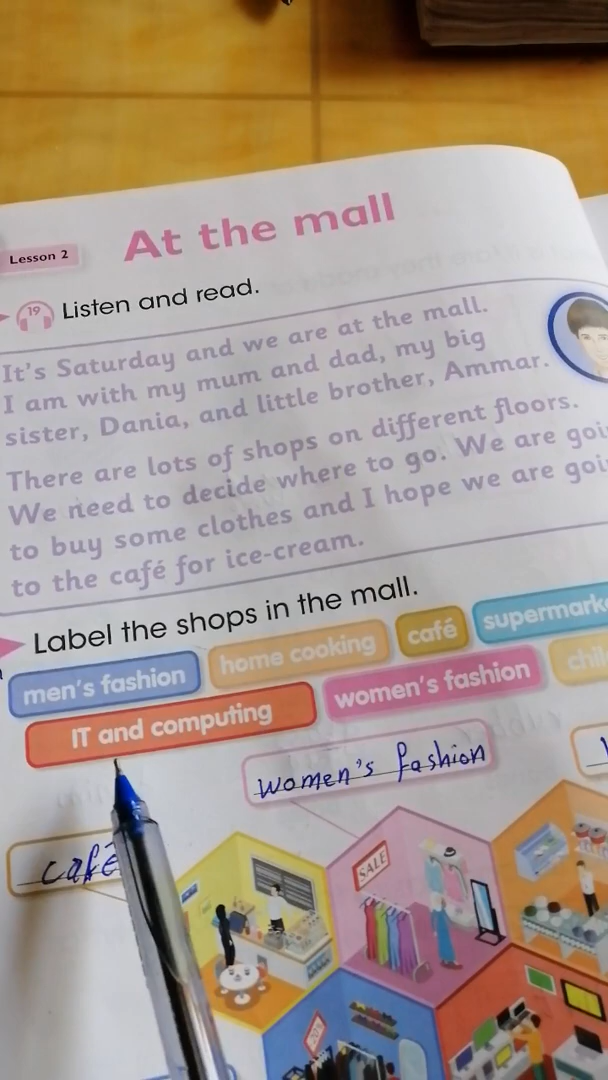 Lesson 2
At the mall
19 Listen and read.
It's Saturday and we are at the mall.
I am with my mum and dad, my big
sister, Dania, and little brother, Ammar.
There are lots of shops on different floors.
We need to decide where to go. We are goi
to buy some clothes and I hope we are goi
to the café for ice-cream.
Label the shops in the mall.
men's fashion home cooking café supermark
IT and computing women's fashion chil
women's fashion
café
SALE